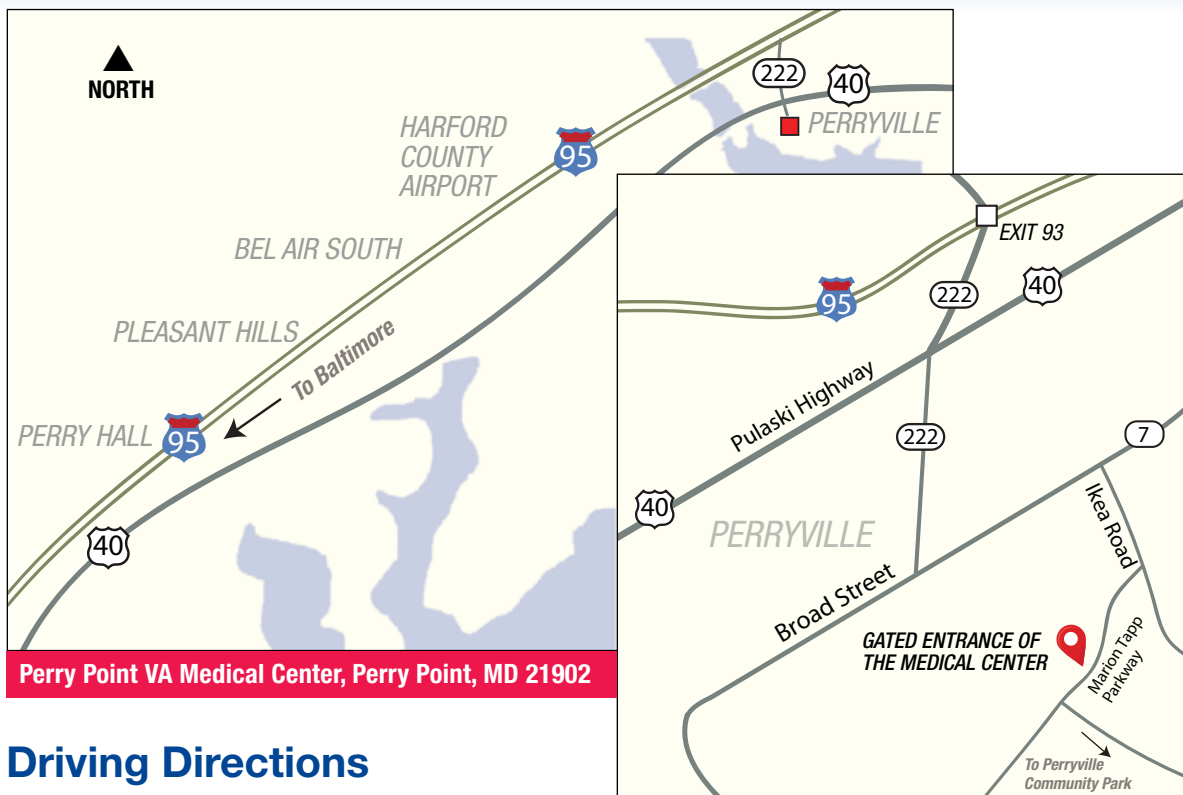 NORTH
222
40
PERRYVILLE
HARFORD
COUNTY
AIRPORT
95
BEL AIR SOUTH
PLEASANT HILLS
To Baltimore
PERRY HALL
95
40
EXIT 93
95
222
40
Pulaski Highway
222
7
40
PERRYVILLE
Ikea Road
Broad Street
GATED ENTRANCE OF
THE MEDICAL CENTER
Marion Tapp
Parkway
To Perryville
Community Park
Perry Point VA Medical Center, Perry Point, MD 21902
Driving Directions